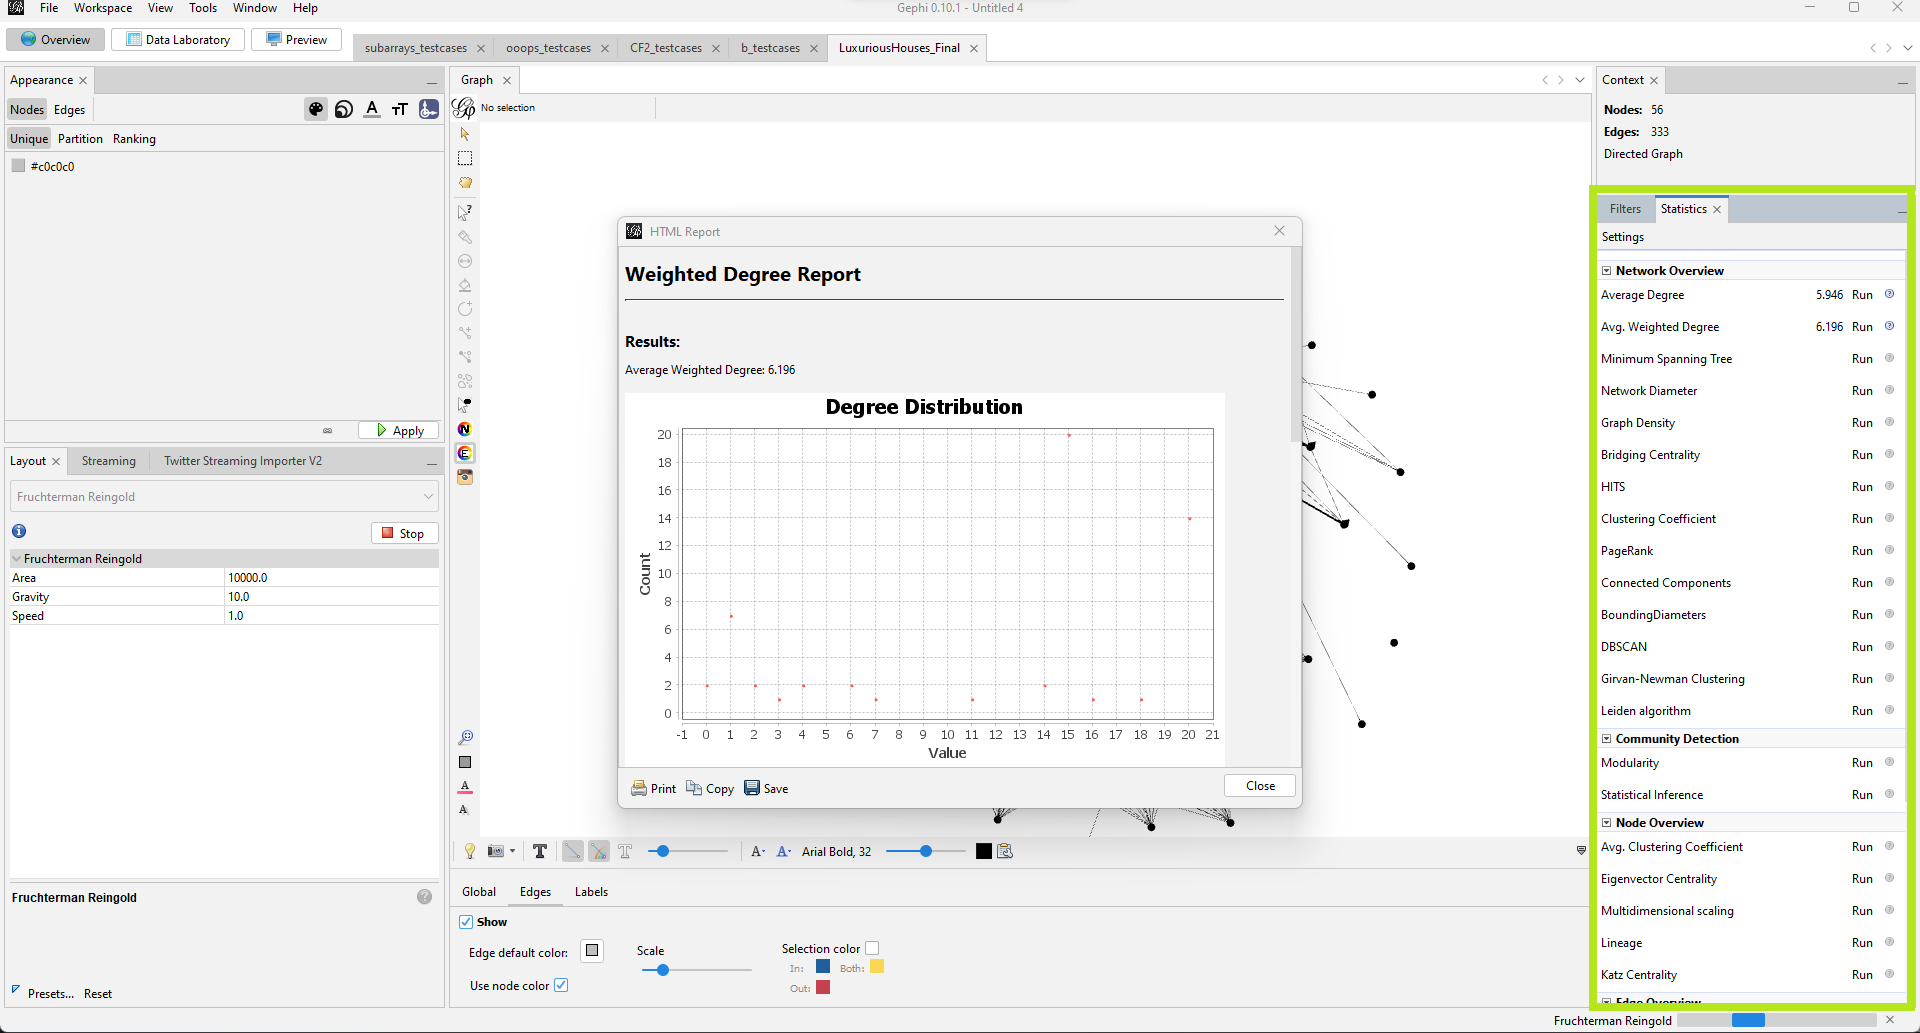 File Workspace View Tools Window Help
Gephi 0.10.1 - Untitled 4
Overview Data Laboratory Preview
subarrays_testcases ooops_testcases CF2_testcases b_testcases LuxuriousHouses_Final
Appearance
Nodes Edges
Unique Partition Ranking
#c0c0c0
Apply
Layout Streaming Twitter Streaming Importer V2
Fruchterman Reingold
Stop
Fruchterman Reingold
Area 10000.0
Gravity 10.0
Speed 1.0
Fruchterman Reingold
Presets... Reset
Graph
No selection
HTML Report
Weighted Degree Report
Results:
Average Weighted Degree: 6.196
Degree Distribution
20
18
16
14
12
10
8
6
4
2
0
Count
-1 0 1 2 3 4 5 6 7 8 9 10 11 12 13 14 15 16 17 18 19 20 21
Value
Print Copy Save Close
Arial Bold, 32
Global Edges Labels
Show
Edge default color: Scale Selection color
In: Both:
Use node color Out:
Context
Nodes: 56
Edges: 333
Directed Graph
Filters Statistics
Settings
Network Overview
Average Degree 5.946 Run
Avg. Weighted Degree 6.196 Run
Minimum Spanning Tree Run
Network Diameter Run
Graph Density Run
Bridging Centrality Run
HITS Run
Clustering Coefficient Run
PageRank Run
Connected Components Run
BoundingDiameters Run
DBSCAN Run
Girvan-Newman Clustering Run
Leiden algorithm Run
Community Detection
Modularity Run
Statistical Inference Run
Node Overview
Avg. Clustering Coefficient Run
Eigenvector Centrality Run
Multidimensional scaling Run
Lineage Run
Katz Centrality Run
Edge Overview
Fruchterman Reingold